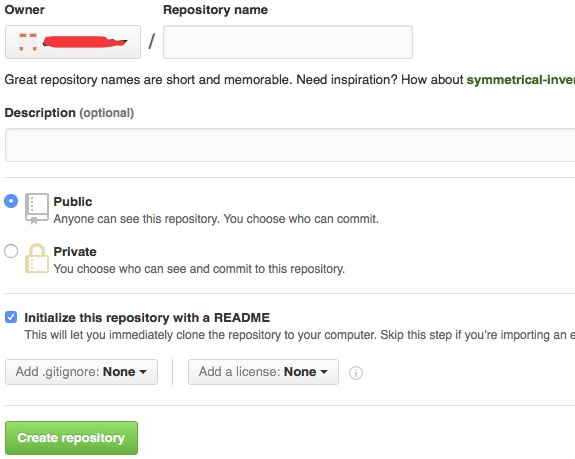 Owner Repository name
/
Great repository names are short and memorable. Need inspiration? How about symmetrical-inve
Description (optional)
Public
Anyone can see this repository. You choose who can commit.
Private
You choose who can see and commit to this repository.
Initialize this repository with a README
This will let you immediately clone the repository to your computer. Skip this step if you're importing an e
Add .gitignore: None Add a license: None
Create repository